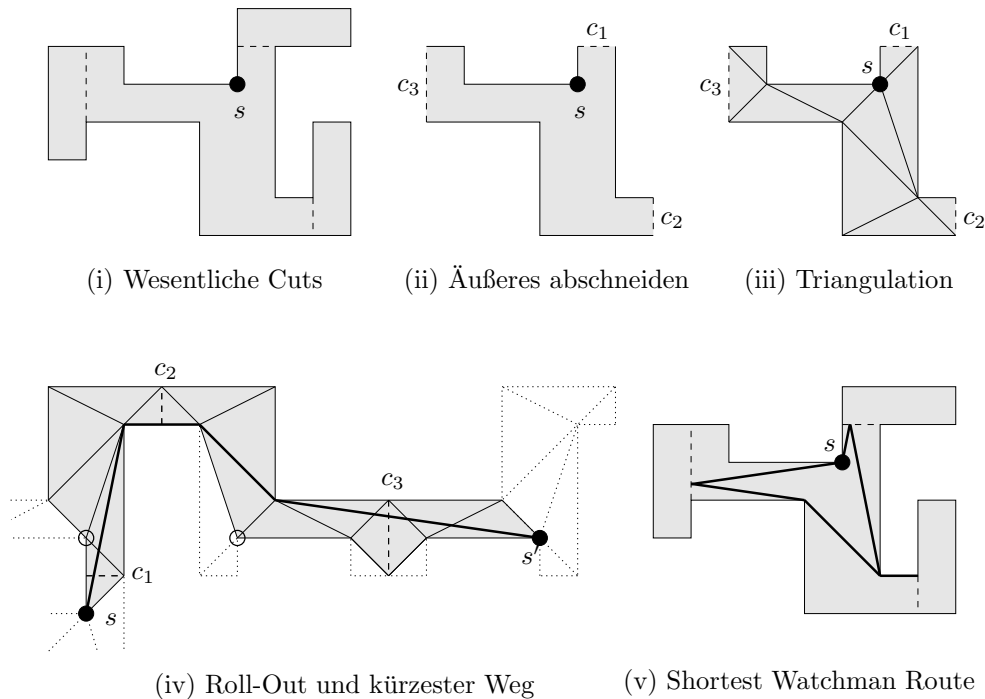 c1
s
c3
s
c2
c1
s
c3
c2
(i) Wesentliche Cuts
(ii) Äußeres abschneiden
(iii) Triangulation
c2
c3
c1
s
s'
s
(iv) Roll-Out und kürzester Weg
(v) Shortest Watchman Route